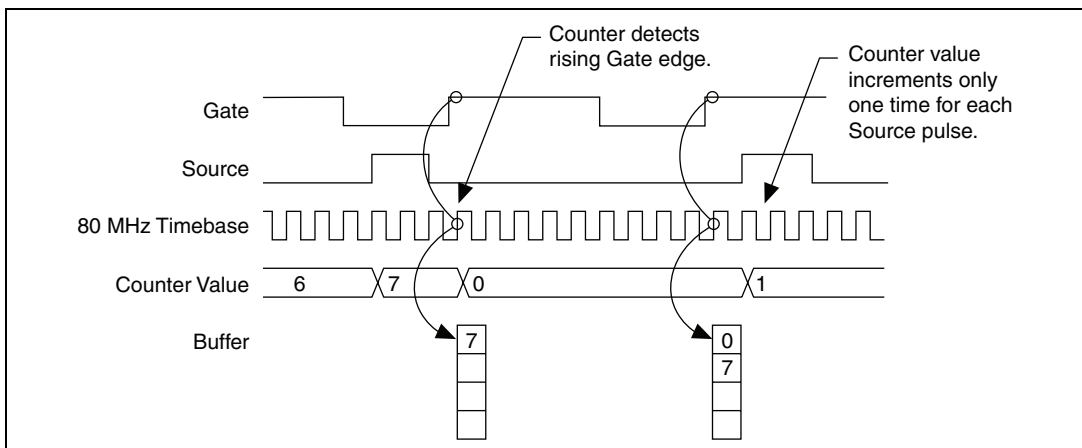 Counter detects
rising Gate edge.
Counter value
increments only
one time for each
Source pulse.
Gate
Source
80 MHz Timebase
Counter Value
6
7
0
1
Buffer
7
0
7